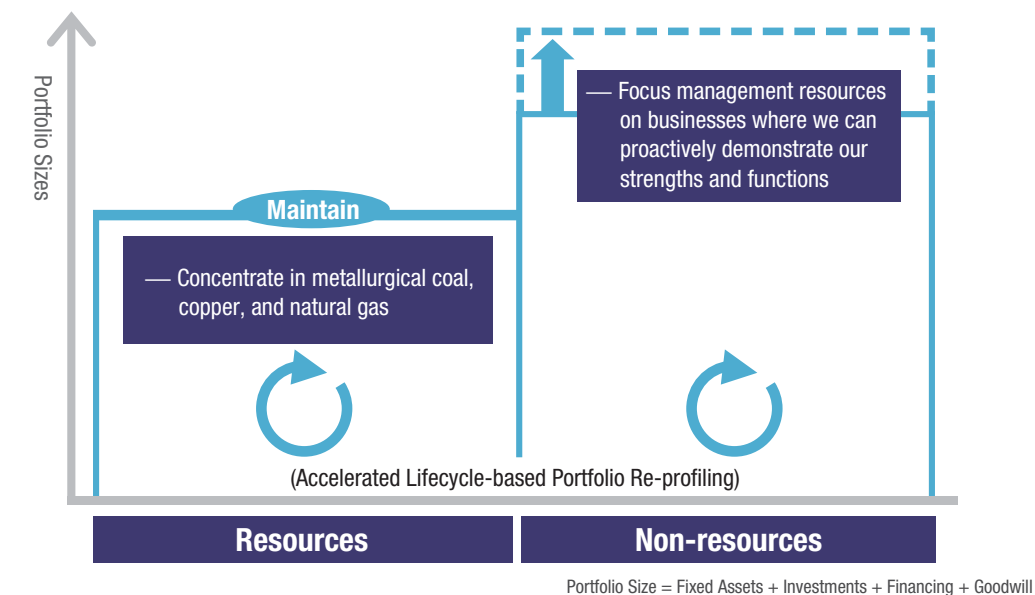 Portfolio Sizes
— Focus management resources
on businesses where we can
proactively demonstrate our
strengths and functions
Maintain
— Concentrate in metallurgical coal,
copper, and natural gas
(Accelerated Lifecycle-based Portfolio Re-profiling)
Resources
Non-resources
Portfolio Size = Fixed Assets + Investments + Financing + Goodwill